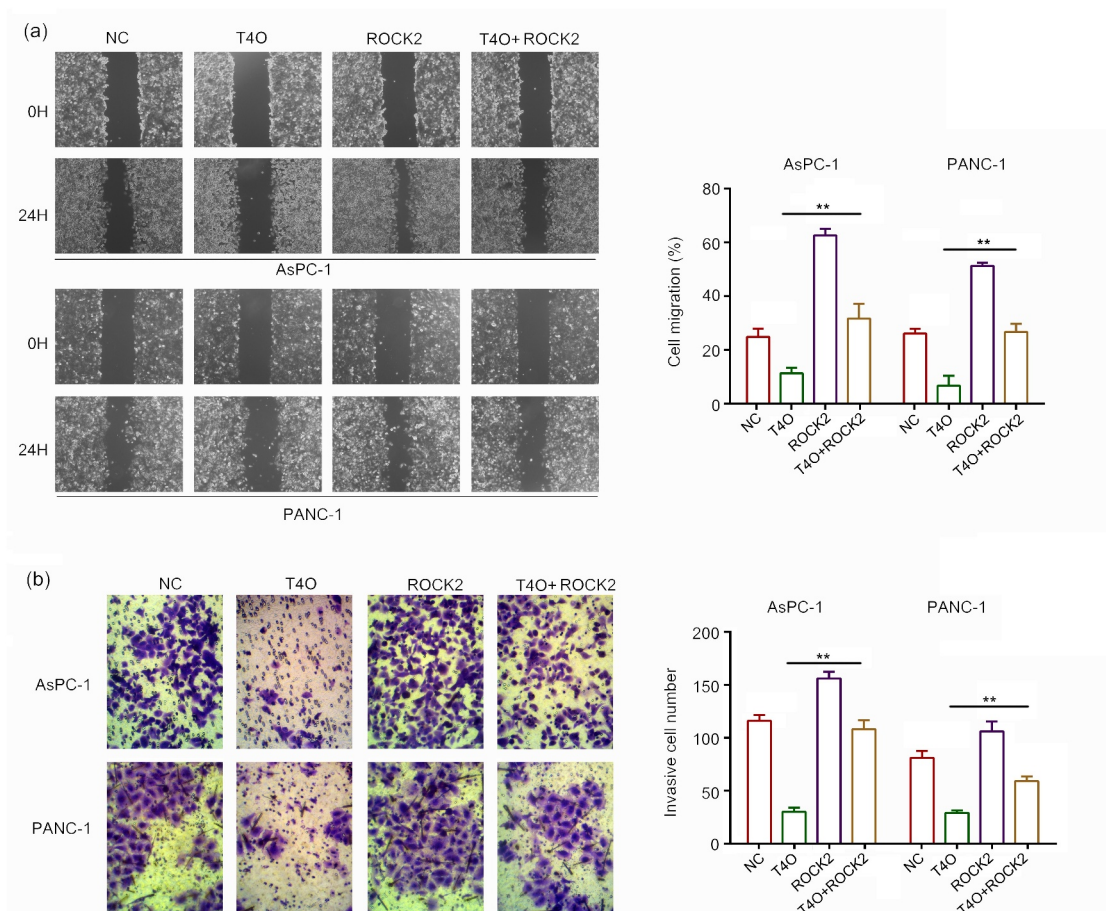 (a)
NC T4O ROCK2 T4O+ROCK2
0H
24H
AsPC-1
0H
24H
PANC-1
AsPC-1 PANC-1
Cell migration (%)
80
60
40
20
0
** **
NC T4O ROCK2 T4O+ROCK2 NC T4O ROCK2 T4O+ROCK2
(b)
NC T4O ROCK2 T4O+ROCK2
AsPC-1
PANC-1
AsPC-1 PANC-1
Invasive cell number
200
150
100
50
0
** **
NC T4O ROCK2 T4O+ROCK2 NC T4O ROCK2 T4O+ROCK2